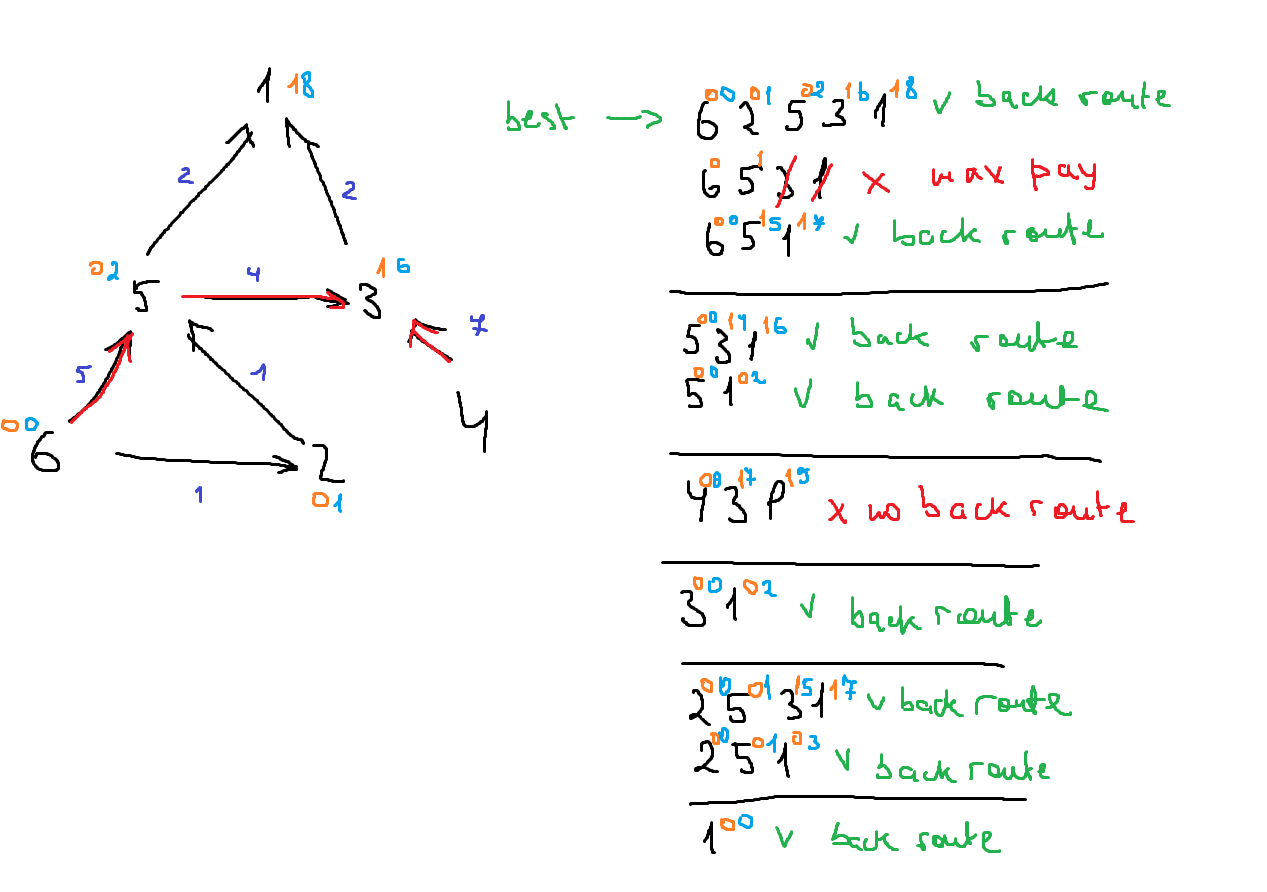 1 18
best → 6 00 2 01 5 02 3 16 1 18 v back route
2
2
6 0 5 1 3 1 x max pay
6 00 5 15 1 17 v back route
02
5
4
3 16
7
5 00 3 14 1 16 v back route
5
1
5 00 1 02 v back route
00
6
4
1
2
01
4 00 3 17 1 19 x no back route
3 00 1 02 v back route
2 00 5 01 3 15 1 17 v back route
2 00 5 01 1 03 v back route
1 00 v back route